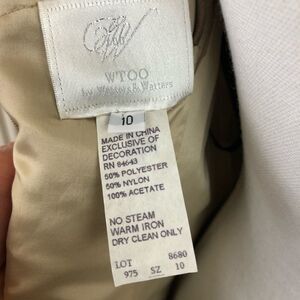 W
WTOO
by Watters & Watters
10
MADE IN CHINA
EXCLUSIVE OF
DECORATION
RN 84643
50% POLYESTER
50% NYLON
100% ACETATE
NO STEAM
WARM IRON
DRY CLEAN ONLY
LOT 8680
975 SZ 10